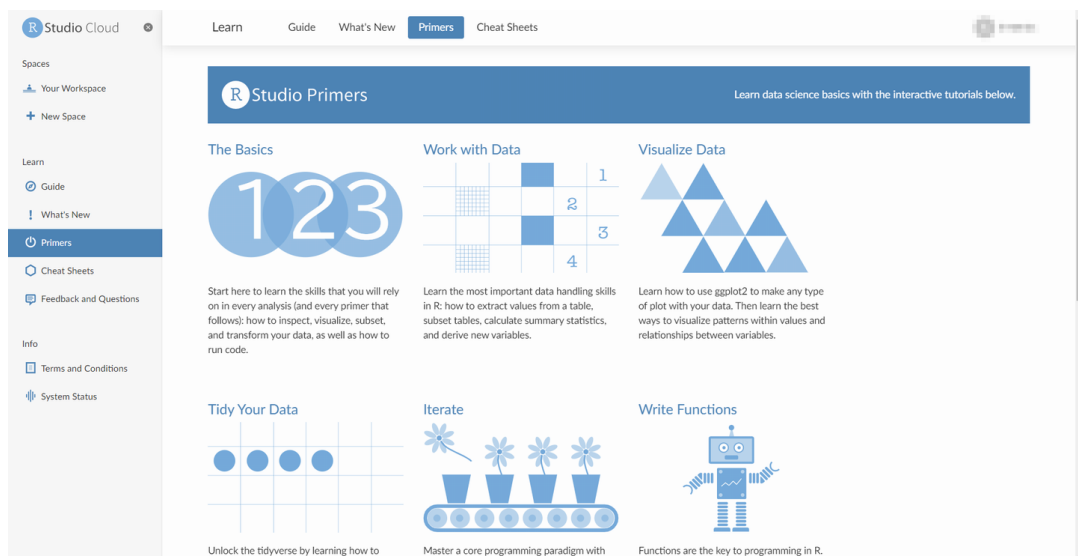 R Studio Cloud
Spaces
Your Workspace
New Space
Learn
Guide
What's New
Primers
Cheat Sheets
Feedback and Questions
Info
Terms and Conditions
System Status
Learn Guide What's New Primers Cheat Sheets
R Studio Primers
Learn data science basics with the interactive tutorials below.
The Basics
123
Start here to learn the skills that you will rely
on in every analysis (and every primer that
follows): how to inspect, visualize, subset,
and transform your data, as well as how to
run code.
Work with Data
1
2
3
4
Learn the most important data handling skills
in R: how to extract values from a table,
subset tables, calculate summary statistics,
and derive new variables.
Visualize Data
Learn how to use ggplot2 to make any type
of plot with your data. Then learn the best
ways to visualize patterns within values and
relationships between variables.
Tidy Your Data
Unlock the tidyverse by learning how to
Iterate
Master a core programming paradigm with
Write Functions
Functions are the key to programming in R.